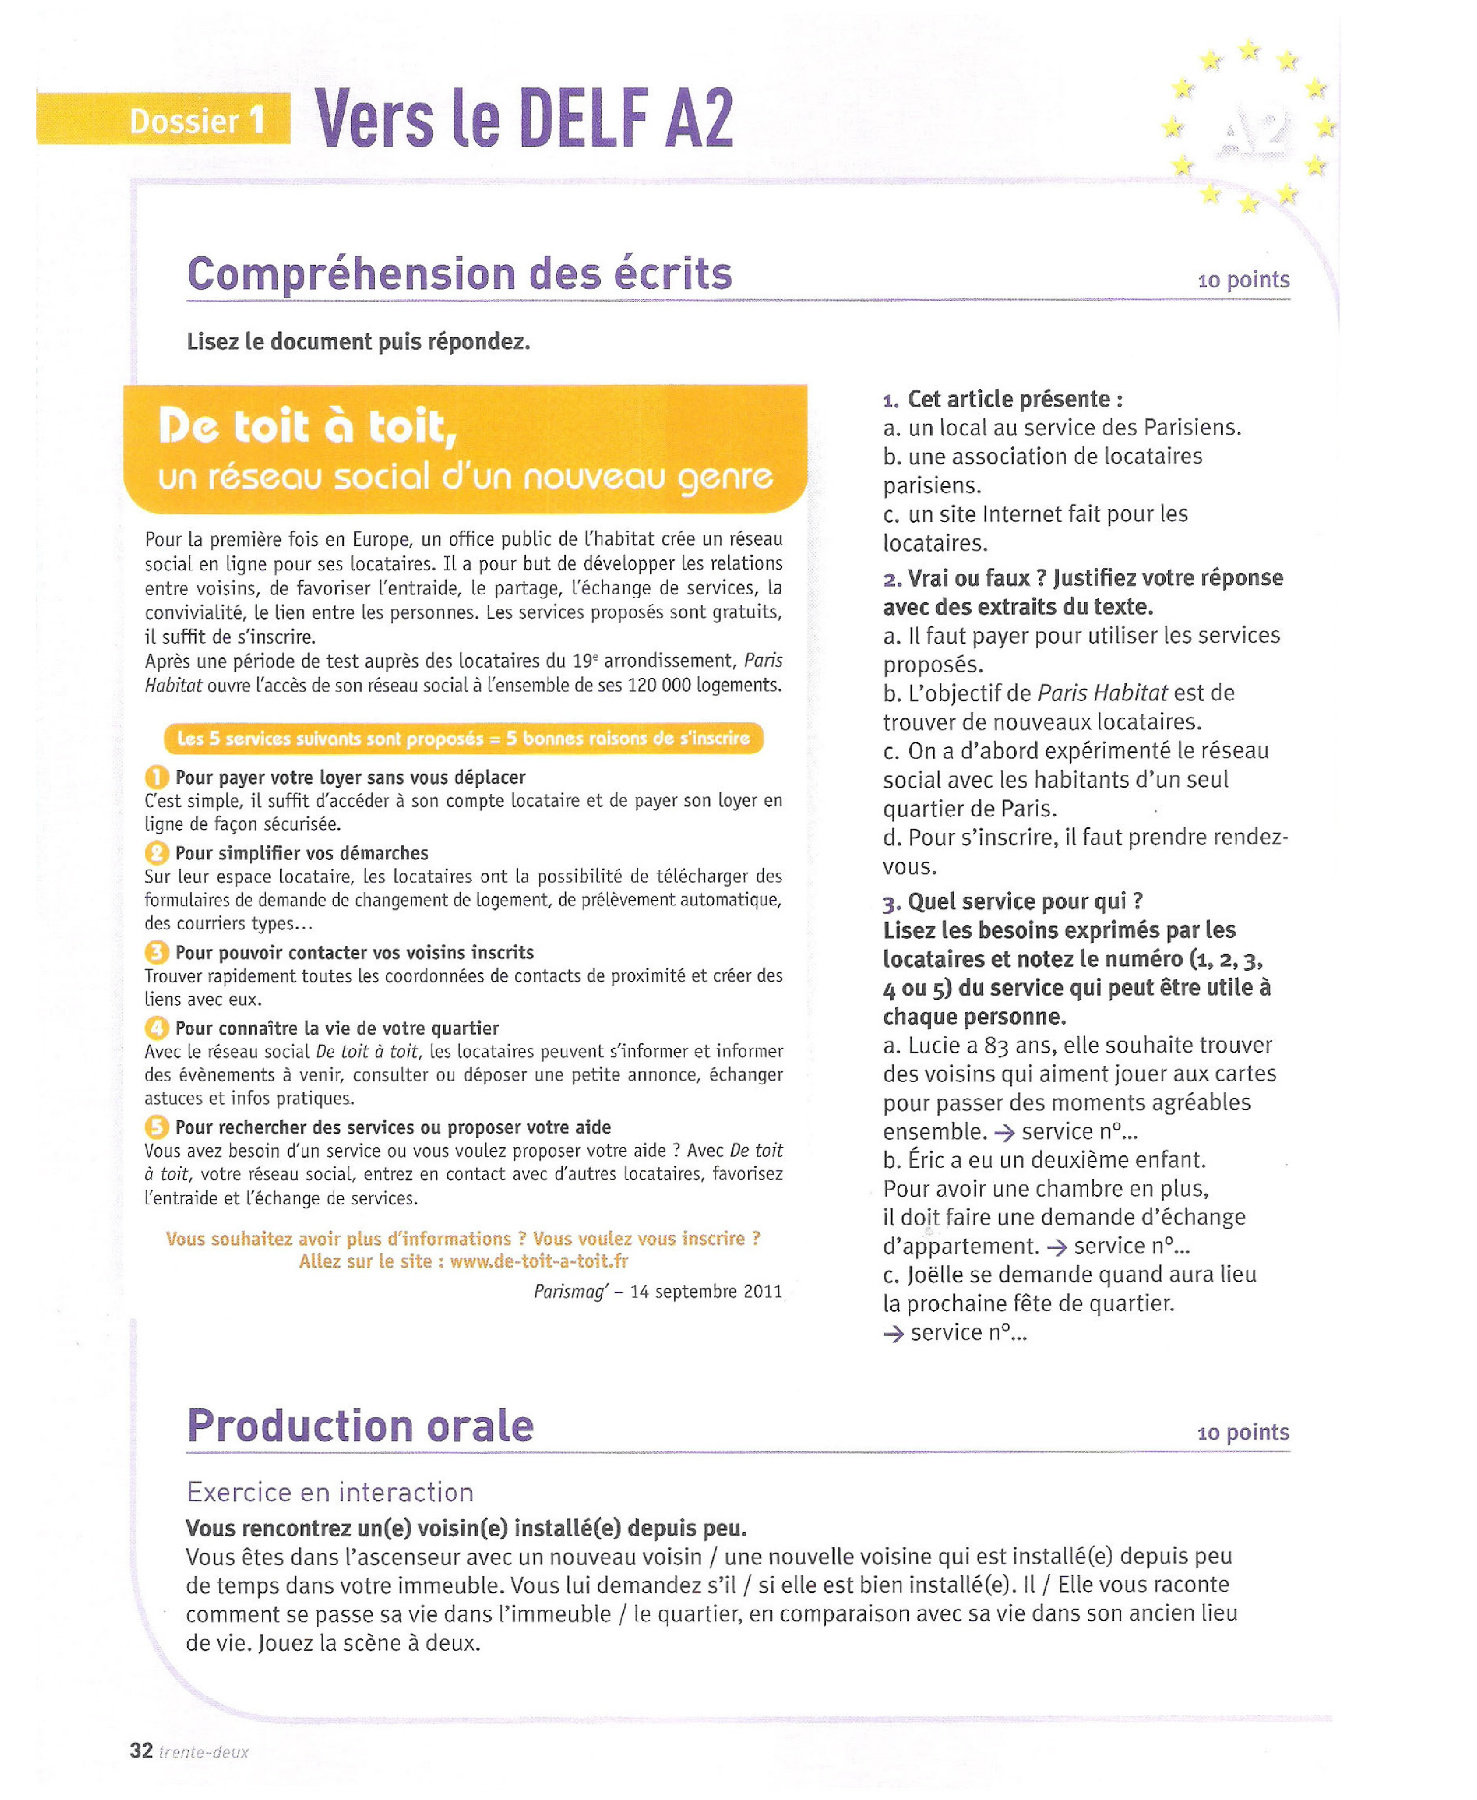 Dossier 1 Vers le DELF A2
A2
Compréhension des écrits
10 points
Lisez le document puis répondez.
De toit à toit,
un réseau social d'un nouveau genre
Pour la première fois en Europe, un office public de l'habitat crée un réseau
social en ligne pour ses locataires. Il a pour but de développer les relations
entre voisins, de favoriser l'entraide, le partage, l'échange de services, la
convivialité, le lien entre les personnes. Les services proposés sont gratuits,
il suffit de s'inscrire.
Après une période de test auprès des locataires du 19e arrondissement, Paris
Habitat ouvre l'accès de son réseau social à l'ensemble de ses 120 000 logements.
Les 5 services suivants sont proposés = 5 bonnes raisons de s'inscrire
1 Pour payer votre loyer sans vous déplacer
C'est simple, il suffit d'accéder à son compte locataire et de payer son loyer en
ligne de façon sécurisée.
2 Pour simplifier vos démarches
Sur leur espace locataire, les locataires ont la possibilité de télécharger des
formulaires de demande de changement de logement, de prélèvement automatique,
des courriers types...
3 Pour pouvoir contacter vos voisins inscrits
Trouver rapidement toutes les coordonnées de contacts de proximité et créer des
liens avec eux.
4 Pour connaître la vie de votre quartier
Avec le réseau social De toit à toit, les locataires peuvent s'informer et informer
des évènements à venir, consulter ou déposer une petite annonce, échanger
astuces et infos pratiques.
5 Pour rechercher des services ou proposer votre aide
Vous avez besoin d'un service ou vous voulez proposer votre aide ? Avec De toit
à toit, votre réseau social, entrez en contact avec d'autres locataires, favorisez
l'entraide et l'échange de services.
Vous souhaitez avoir plus d'informations ? Vous voulez vous inscrire ?
Allez sur le site : www.de-toit-a-toit.fr
Parismag' – 14 septembre 2011
1. Cet article présente :
a. un local au service des Parisiens.
b. une association de locataires
parisiens.
c. un site Internet fait pour les
locataires.
2. Vrai ou faux ? Justifiez votre réponse
avec des extraits du texte.
a. Il faut payer pour utiliser les services
proposés.
b. L'objectif de Paris Habitat est de
trouver de nouveaux locataires.
c. On a d'abord expérimenté le réseau
social avec les habitants d'un seul
quartier de Paris.
d. Pour s'inscrire, il faut prendre rendez-
vous.
3. Quel service pour qui ?
Lisez les besoins exprimés par les
locataires et notez le numéro (1, 2, 3,
4 ou 5) du service qui peut être utile à
chaque personne.
a. Lucie a 83 ans, elle souhaite trouver
des voisins qui aiment jouer aux cartes
pour passer des moments agréables
ensemble. → service n°...
b. Éric a eu un deuxième enfant.
Pour avoir une chambre en plus,
il doit faire une demande d'échange
d'appartement. → service n°...
c. Joëlle se demande quand aura lieu
la prochaine fête de quartier.
→ service n°...
Production orale
10 points
Exercice en interaction
Vous rencontrez un(e) voisin(e) installé(e) depuis peu.
Vous êtes dans l'ascenseur avec un nouveau voisin / une nouvelle voisine qui est installé(e) depuis peu
de temps dans votre immeuble. Vous lui demandez s'il / si elle est bien installé(e). Il / Elle vous raconte
comment se passe sa vie dans l'immeuble / le quartier, en comparaison avec sa vie dans son ancien lieu
de vie. Jouez la scène à deux.
32 trente-deux